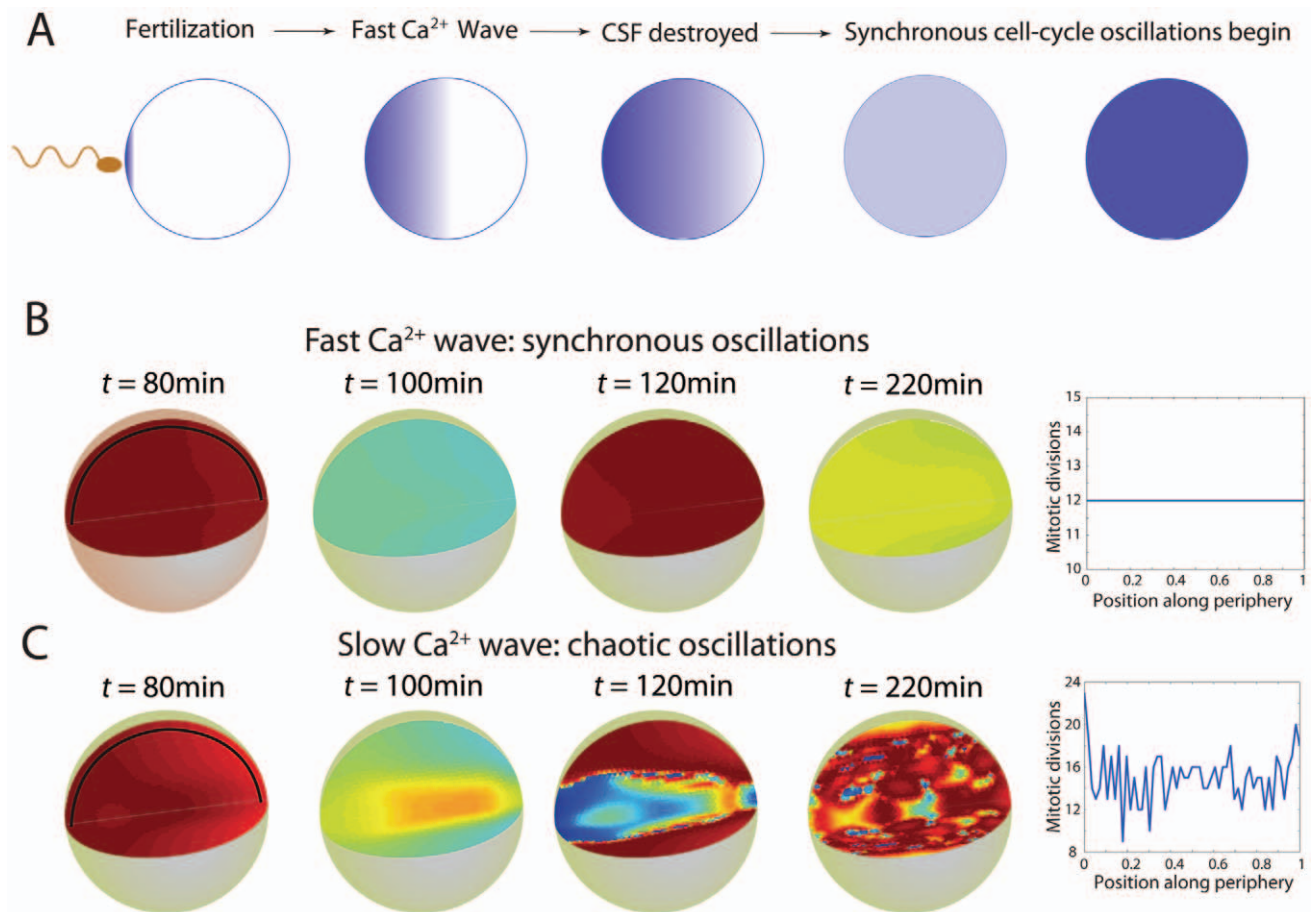 A
Fertilization → Fast Ca²⁺ Wave → CSF destroyed → Synchronous cell-cycle oscillations begin
B
Fast Ca²⁺ wave: synchronous oscillations
t = 80min t = 100min t = 120min t = 220min
15
14
13
12
11
10
Mitotic divisions
0 0.2 0.4 0.6 0.8 1
Position along periphery
C
Slow Ca²⁺ wave: chaotic oscillations
t = 80min t = 100min t = 120min t = 220min
24
20
16
12
8
Mitotic divisions
0 0.2 0.4 0.6 0.8 1
Position along periphery